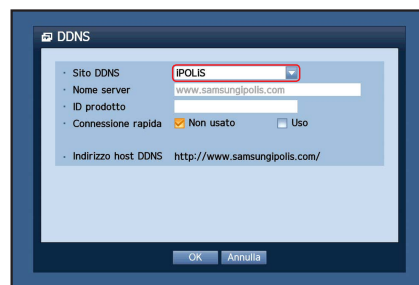 DDNS
· Sito DDNS iPOLiS
· Nome server www.samsungipolis.com
· ID prodotto
· Connessione rapida Non usato Uso
· Indirizzo host DDNS http://www.samsungipolis.com/
OK Annulla